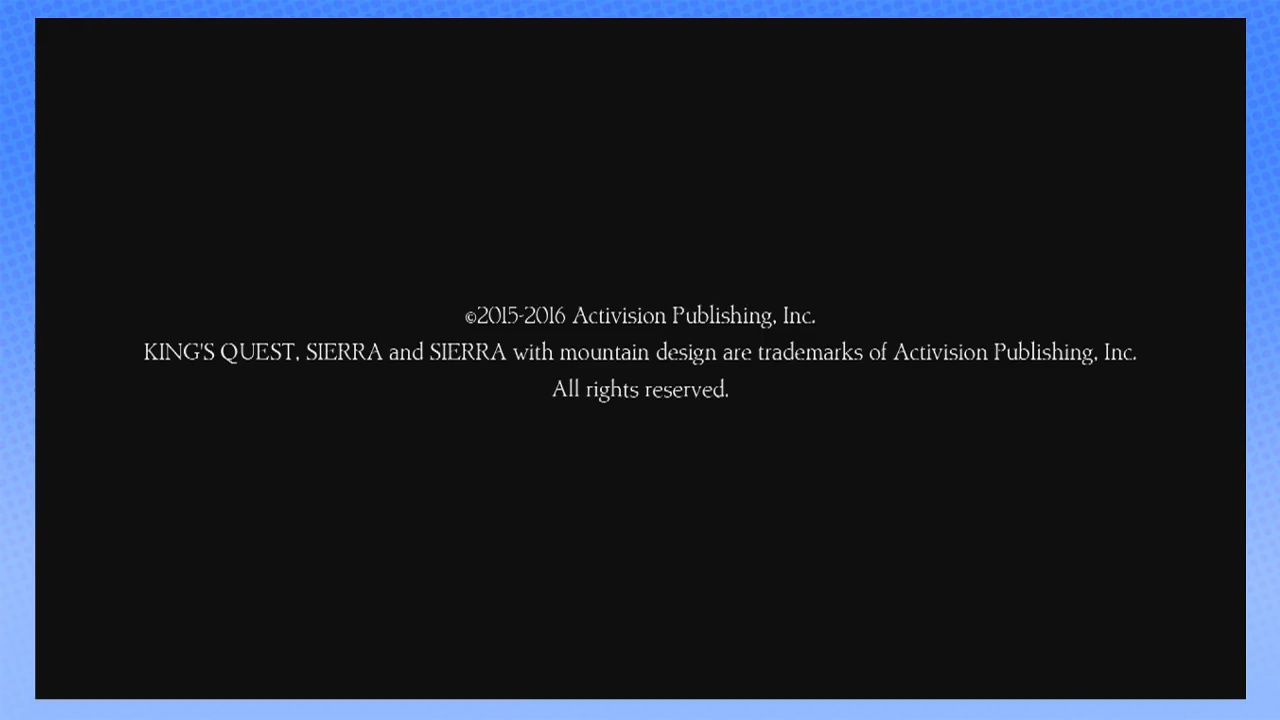 ©2015-2016 Activision Publishing, Inc.
KING'S QUEST, SIERRA and SIERRA with mountain design are trademarks of Activision Publishing, Inc.
All rights reserved.